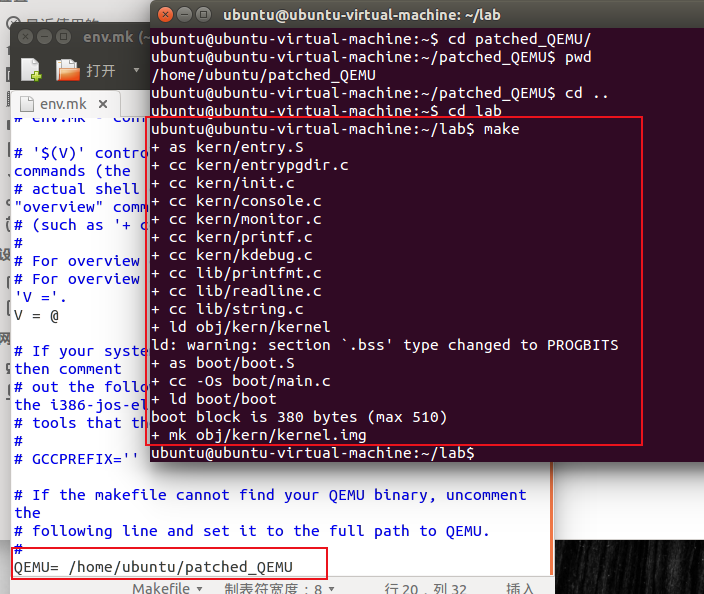 ubuntu@ubuntu-virtual-machine: ~/lab
ubuntu@ubuntu-virtual-machine:~$ cd patched_QEMU/
ubuntu@ubuntu-virtual-machine:~/patched_QEMU$ pwd
/home/ubuntu/patched_QEMU
ubuntu@ubuntu-virtual-machine:~/patched_QEMU$ cd ..
ubuntu@ubuntu-virtual-machine:~$ cd lab
ubuntu@ubuntu-virtual-machine:~/lab$ make
+ as kern/entry.S
+ cc kern/entrypgdir.c
+ cc kern/init.c
+ cc kern/console.c
+ cc kern/monitor.c
+ cc kern/printf.c
+ cc kern/kdebug.c
+ cc lib/printfmt.c
+ cc lib/readline.c
+ cc lib/string.c
+ ld obj/kern/kernel
ld: warning: section `.bss' type changed to PROGBITS
+ as boot/boot.S
+ cc -Os boot/main.c
+ ld boot/boot
boot block is 380 bytes (max 510)
+ mk obj/kern/kernel.img
ubuntu@ubuntu-virtual-machine:~/lab$
env.mk (~
打开
env.mk
# env.mk - con
# '$(V)' contro
commands (the
# actual shell
"overview" comm
# (such as '+ c
#
# For overview
# For overview
'V ='.
V = @
# If your syste
then comment
# out the follo
the i386-jos-el
# tools that th
#
# GCCPREFIX=''
# If the makefile cannot find your QEMU binary, uncomment
the
# following line and set it to the full path to QEMU.
#
QEMU= /home/ubuntu/patched_QEMU
Makefile
制表符宽度：8
行 20，列 32
插入